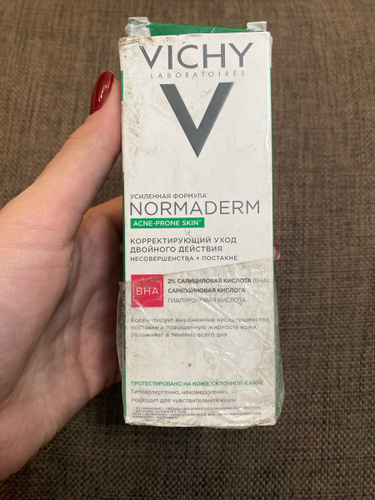 VICHY
LABORATOIRES
V
УСИЛЕННАЯ ФОРМУЛА
NORMADERM
ACNE-PRONE SKIN™
КОРРЕКТИРУЮЩИЙ УХОД
ДВОЙНОГО ДЕЙСТВИЯ
НЕСОВЕРШЕНСТВА + ПОСТАКНЕ
BHA
2% САЛИЦИЛОВАЯ КИСЛОТА (BHA)
САРКОЗИНОВАЯ КИСЛОТА
ГИАЛУРОНОВАЯ КИСЛОТА
Корректирует выраженные несовершенства,
постакне и повышенную жирность кожи.
Увлажняет в течение всего дня.
ПРОТЕСТИРОВАНО НА КОЖЕ, СКЛОННОЙ К АКНЕ
Гипоаллергенно, некомедогенно,
подходит для чувствительной кожи